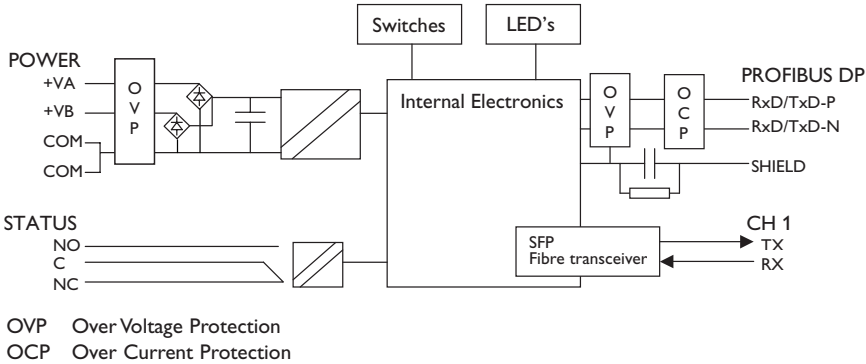 Switches
LED's
POWER
+VA
+VB
COM
COM
O
V
P
Internal Electronics
O
V
P
O
C
P
PROFIBUS DP
RxD/TxD-P
RxD/TxD-N
SHIELD
STATUS
NO
C
NC
SFP
Fibre transceiver
CH 1
TX
RX
OVP Over Voltage Protection
OCP Over Current Protection